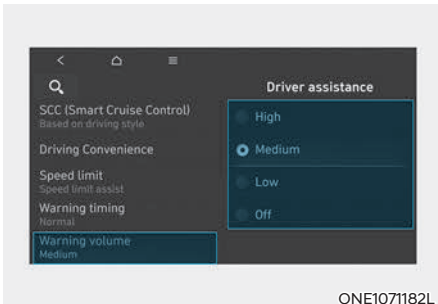 Driver assistance
SCC (Smart Cruise Control)
Based on driving style
Driving Convenience
Speed limit
Speed limit assist
Warning timing
Normal
Warning volume
Medium
High
Medium
Low
Off
ONE1071182L